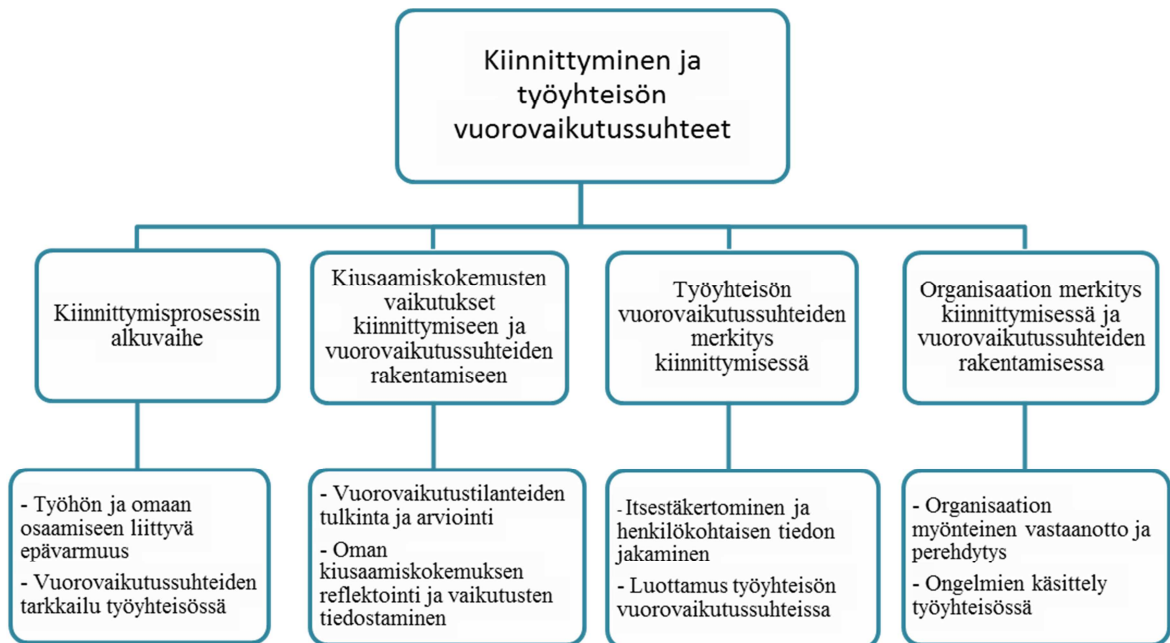 Kiinnittyminen ja
työyhteisön
vuorovaikutussuhteet
Kiinnittymisprosessin
alkuvaihe
Kiusaamiskokemusten
vaikutukset
kiinnittymiseen ja
vuorovaikutussuhteiden
rakentamiseen
Työyhteisön
vuorovaikutussuhteiden
merkitys
kiinnittymisessä
Organisaation merkitys
kiinnittymisessä ja
vuorovaikutussuhteiden
rakentamisessa
- Työhön ja omaan
osaamiseen liittyvä
epävarmuus
- Vuorovaikutussuhteiden
tarkkailu työyhteisössä
- Vuorovaikutustilanteiden
tulkinta ja arviointi
- Oman
kiusaamiskokemuksen
reflektointi ja vaikutusten
tiedostaminen
- Itsestäkertominen ja
henkilökohtaisen tiedon
jakaminen
- Luottamus työyhteisön
vuorovaikutussuhteissa
- Organisaation
myönteinen vastaanotto ja
perehdytys
- Ongelmien käsittely
työyhteisössä